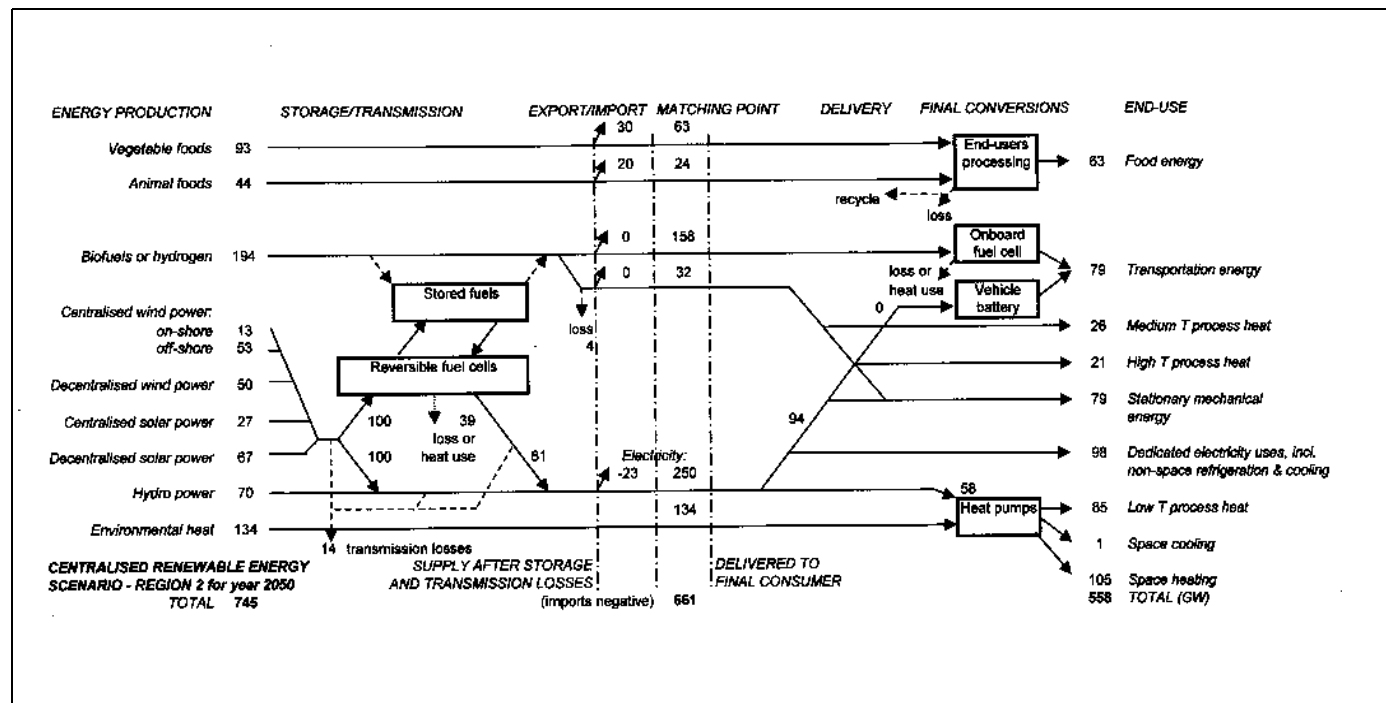 ENERGY PRODUCTION STORAGE/TRANSMISSION EXPORT/IMPORT MATCHING POINT DELIVERY FINAL CONVERSIONS END-USE
30 63
Vegetable foods 93
End-users
processing
63 Food energy
20 24
Animal foods 44
recycle
loss
0 158
Biofuels or hydrogen 194
Onboard
fuel cell
0 32
loss or
heat use
79 Transportation energy
Stored fuels
Vehicle
battery
0
Centralised wind power:
on-shore 13
off-shore 53
loss
4
26 Medium T process heat
Reversible fuel cells
21 High T process heat
Decentralised wind power 50
79 Stationary mechanical
energy
Centralised solar power 27
100 39
loss or
heat use
94
Decentralised solar power 67
100
61
Electricity:
-23 250
98 Dedicated electricity uses, incl.
non-space refrigeration & cooling
Hydro power 70
58
134
Heat pumps
85 Low T process heat
Environmental heat 134
14 transmission losses
1 Space cooling
CENTRALISED RENEWABLE ENERGY
SCENARIO - REGION 2 for year 2050
TOTAL 745
SUPPLY AFTER STORAGE
AND TRANSMISSION LOSSES
(imports negative) 661
DELIVERED TO
FINAL CONSUMER
105 Space heating
558 TOTAL (GW)